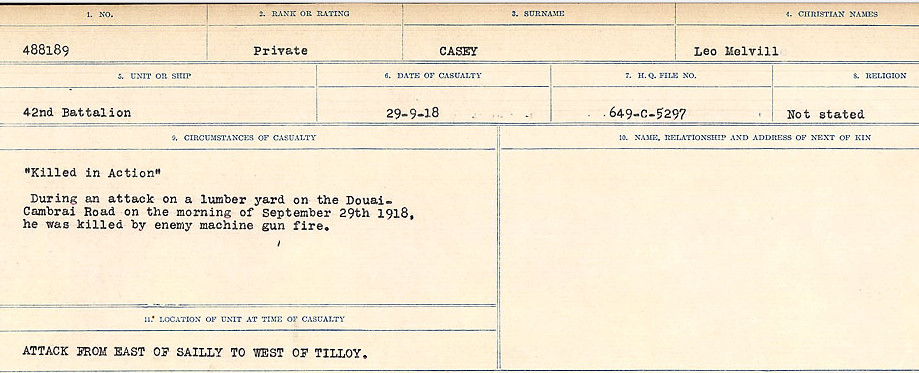 1. NO. 2. RANK OR RATING 3. SURNAME 4. CHRISTIAN NAMES
488189 Private CASEY Leo Melvill
5. UNIT OR SHIP 6. DATE OF CASUALTY 7. H. Q. FILE NO. 8. RELIGION
42nd Battalion 29-9-18 649-C-5297 Not stated
9. CIRCUMSTANCES OF CASUALTY 10. NAME, RELATIONSHIP AND ADDRESS OF NEXT OF KIN
"Killed in Action"
During an attack on a lumber yard on the Douai-
Cambrai Road on the morning of September 29th 1918,
he was killed by enemy machine gun fire.
11. LOCATION OF UNIT AT TIME OF CASUALTY
ATTACK FROM EAST OF SAILLY TO WEST OF TILLOY.